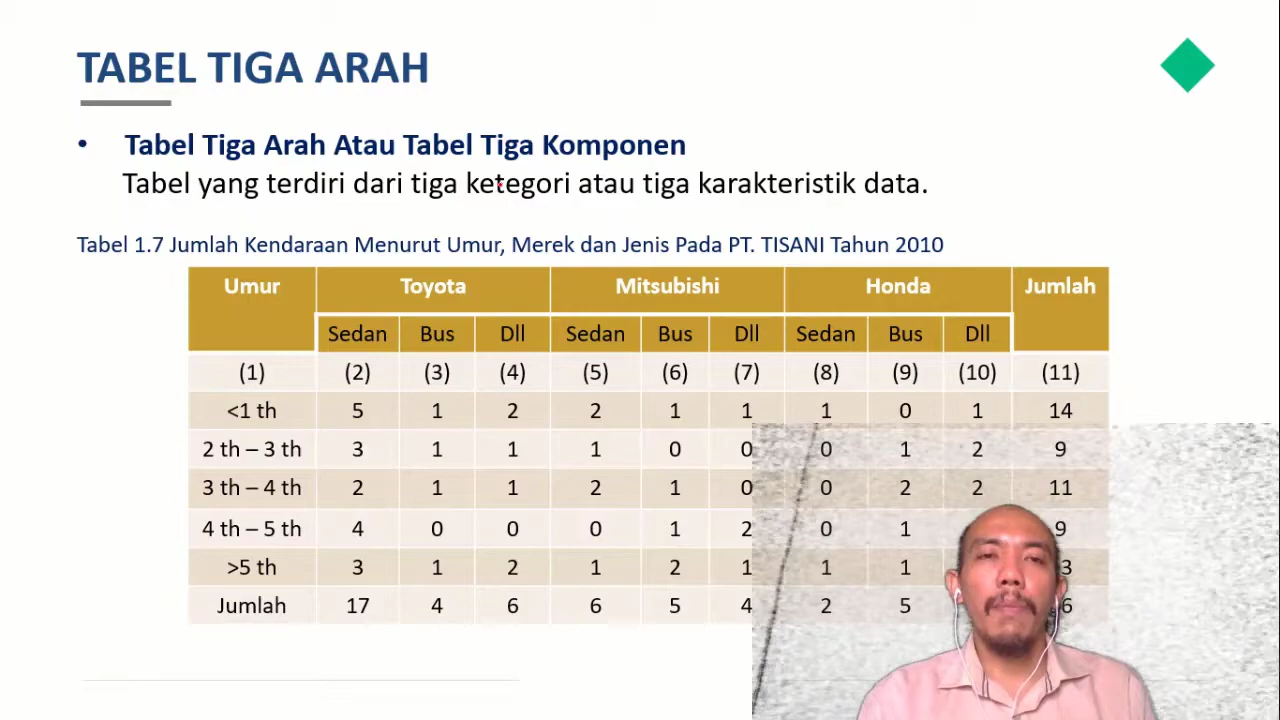 TABEL TIGA ARAH
• Tabel Tiga Arah Atau Tabel Tiga Komponen
Tabel yang terdiri dari tiga ketegori atau tiga karakteristik data.
Tabel 1.7 Jumlah Kendaraan Menurut Umur, Merek dan Jenis Pada PT. TISANI Tahun 2010
Umur Toyota Mitsubishi Honda Jumlah
Sedan Bus Dll Sedan Bus Dll Sedan Bus Dll
(1) (2) (3) (4) (5) (6) (7) (8) (9) (10) (11)
<1 th 5 1 2 2 1 1 1 0 1 14
2 th – 3 th 3 1 1 1 0 0 0 1 2 9
3 th – 4 th 2 1 1 2 1 0 0 2 2 11
4 th – 5 th 4 0 0 0 1 2 0 1 9
>5 th 3 1 2 1 2 1 1 1
Jumlah 17 4 6 6 5 4 2 5